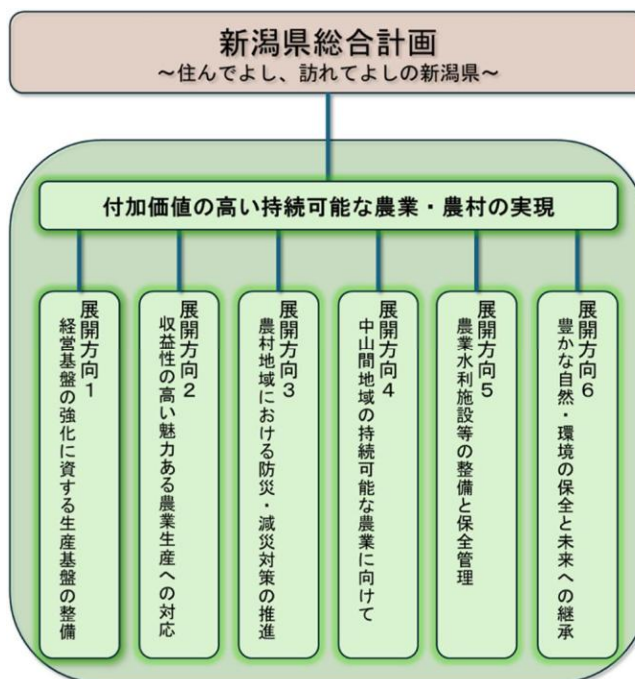 新潟県総合計画
～住んでよし、訪れてよしの新潟県～
付加価値の高い持続可能な農業・農村の実現
展開方向１
経営基盤の強化に資する生産基盤の整備
展開方向２
収益性の高い魅力ある農業生産への対応
展開方向３
農村地域における防災・減災対策の推進
展開方向４
中山間地域の持続可能な農業に向けて
展開方向５
農業水利施設等の整備と保全管理
展開方向６
豊かな自然・環境の保全と未来への継承